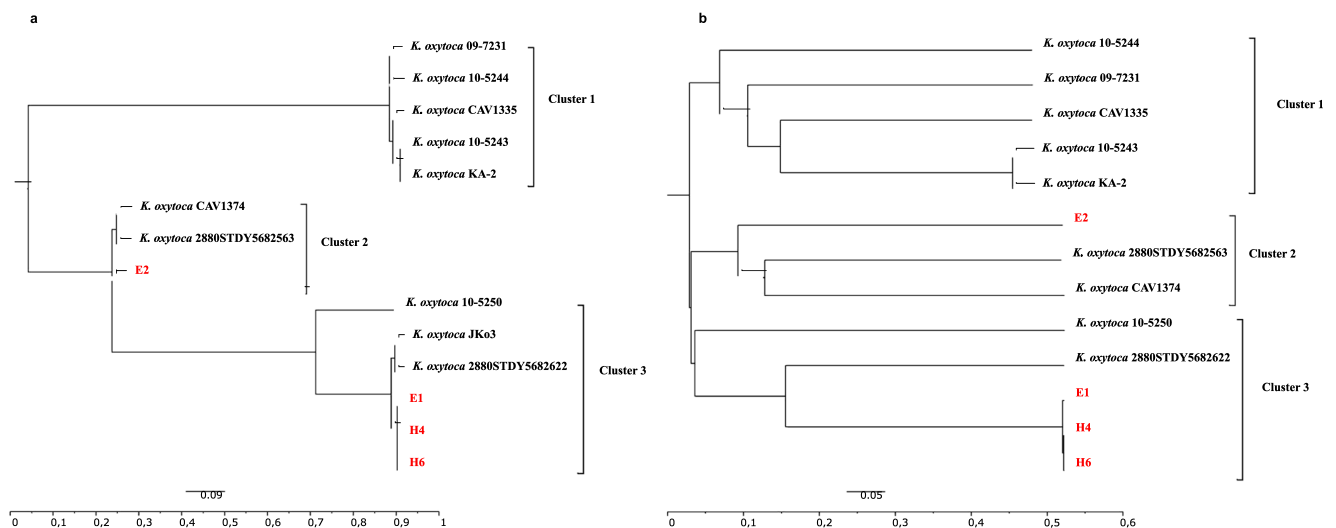 a
K. oxytoca 09-7231
K. oxytoca 10-5244
K. oxytoca CAV1335
K. oxytoca 10-5243
K. oxytoca KA-2
Cluster 1
K. oxytoca CAV1374
K. oxytoca 2880STDY5682563
E2
Cluster 2
K. oxytoca 10-5250
K. oxytoca JKo3
K. oxytoca 2880STDY5682622
E1
H4
H6
Cluster 3
0.09
0 0,1 0,2 0,3 0,4 0,5 0,6 0,7 0,8 0,9 1
b
K. oxytoca 10-5244
K. oxytoca 09-7231
K. oxytoca CAV1335
K. oxytoca 10-5243
K. oxytoca KA-2
Cluster 1
E2
K. oxytoca 2880STDY5682563
K. oxytoca CAV1374
Cluster 2
K. oxytoca 10-5250
K. oxytoca 2880STDY5682622
E1
H4
H6
Cluster 3
0.05
0 0,1 0,2 0,3 0,4 0,5 0,6